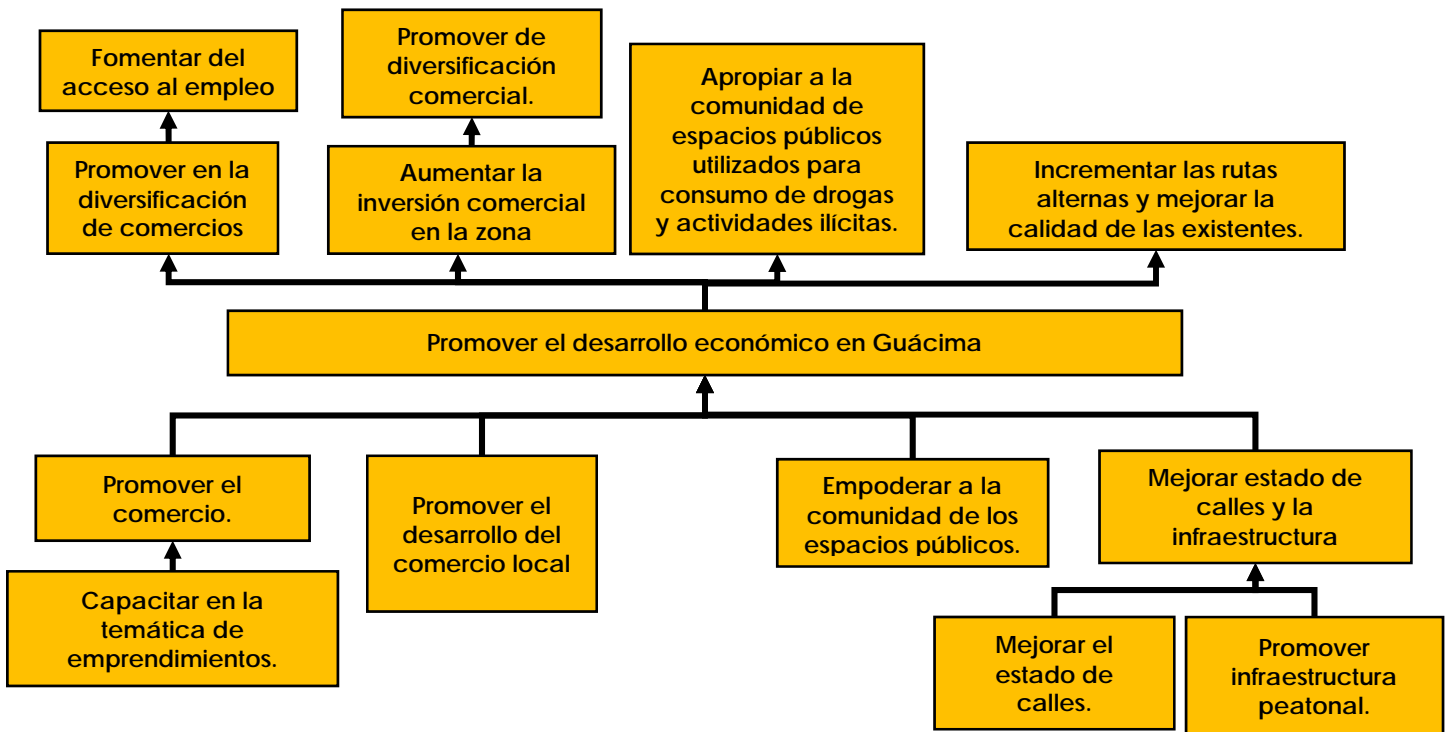 Fomentar del
acceso al empleo
Promover de
diversificación
comercial.
Apropiar a la
comunidad de
espacios públicos
utilizados para
consumo de drogas
y actividades ilícitas.
Promover en la
diversificación
de comercios
Aumentar la
inversión comercial
en la zona
Incrementar las rutas
alternas y mejorar la
calidad de las existentes.
Promover el desarrollo económico en Guácima
Promover el
comercio.
Promover el
desarrollo del
comercio local
Empoderar a la
comunidad de los
espacios públicos.
Mejorar estado de
calles y la
infraestructura
Capacitar en la
temática de
emprendimientos.
Mejorar el
estado de
calles.
Promover
infraestructura
peatonal.